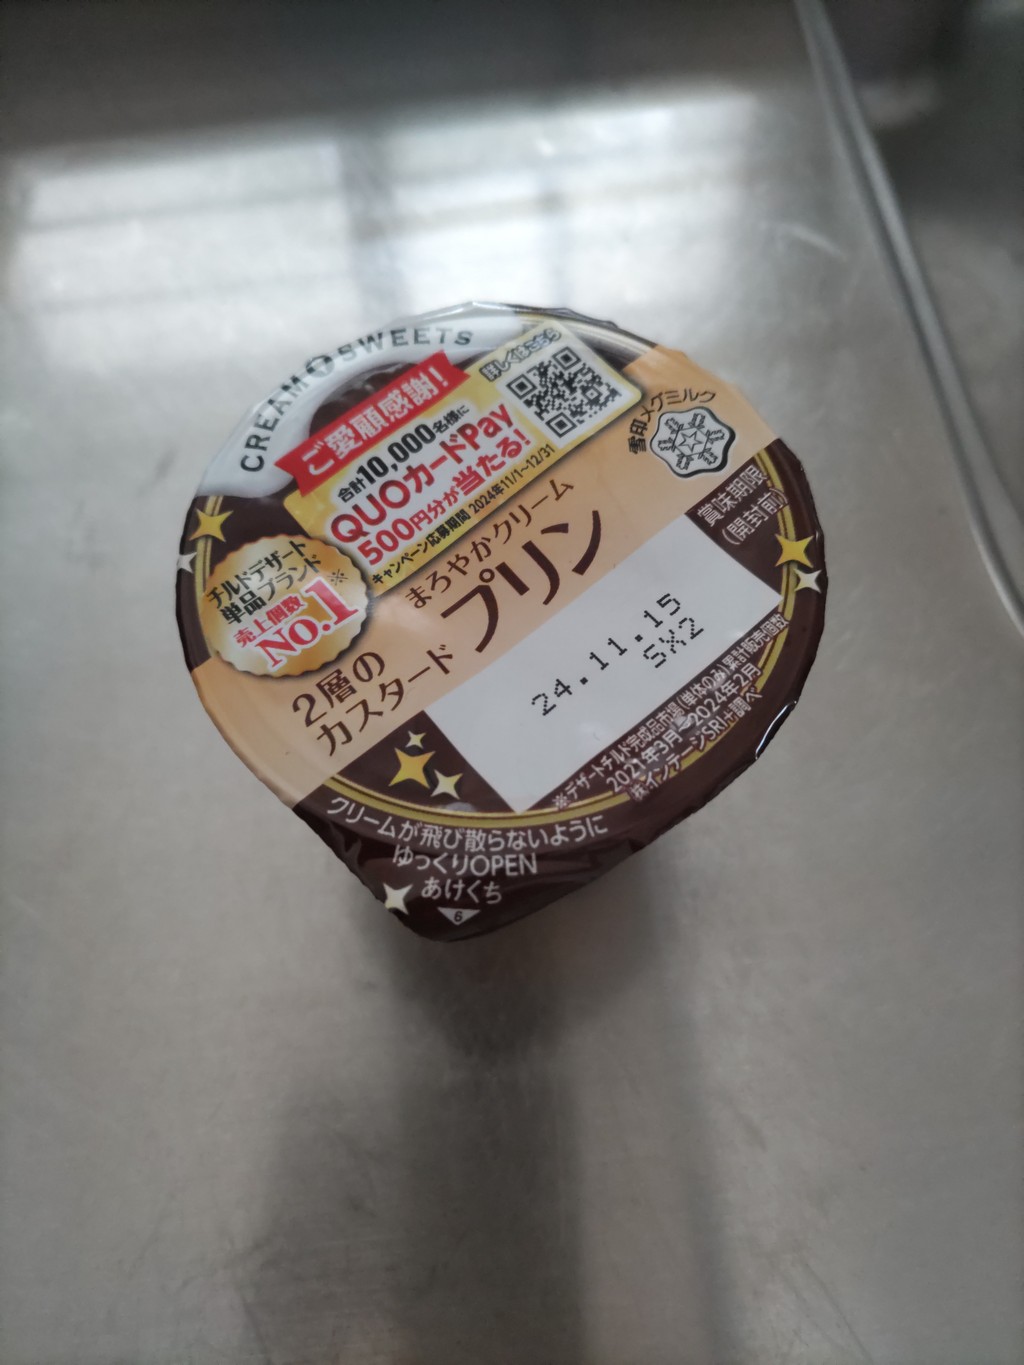 CREAM SWEETS
ご愛顧感謝!
合計10,000名様に
QUOカードPay
500円分が当たる!
キャンペーン応募期間 2024年11/1~12/31
詳しくはこちら
雪印メグミルク
チルドデザート
単品ブランド
売上個数※
NO.1
まろやかクリーム
プリン
2層の
カスタード
賞味期限
(開封前)
24.11.15
SX2
※デザートチルド完成品市場(単体のみ)累計販売個数
2021年3月~2024年2月
㈱インテージSRI+調べ
クリームが飛び散らないように
ゆっくりOPEN
あけくち
6